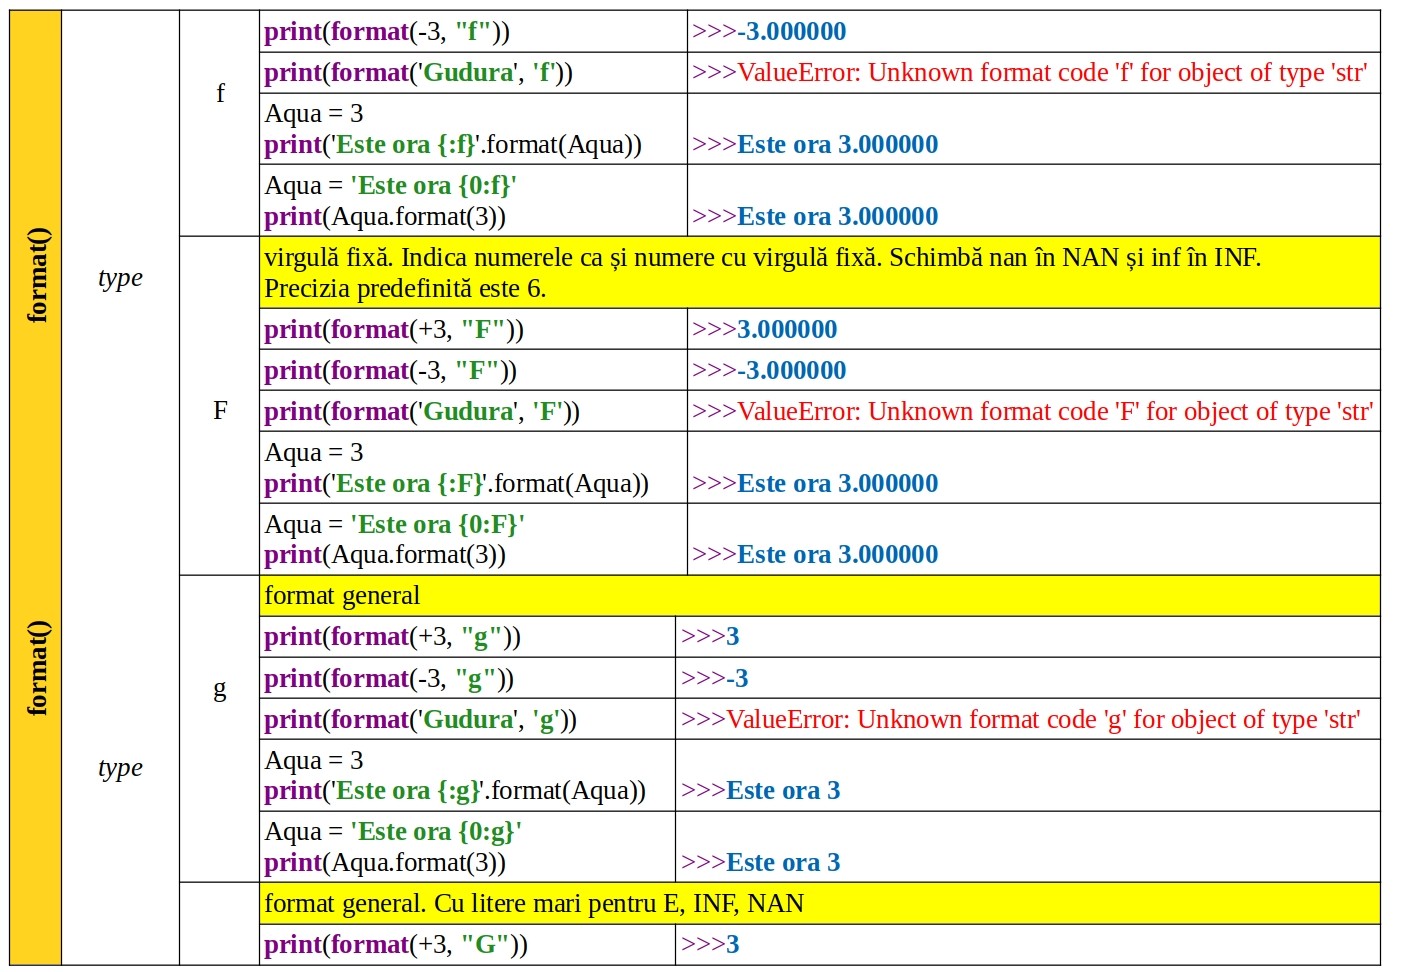 format()
type
f
print(format(-3, "f"))
>>>-3.000000
print(format('Gudura', 'f'))
>>>ValueError: Unknown format code 'f' for object of type 'str'
Aqua = 3
print('Este ora {:f}'.format(Aqua))
>>>Este ora 3.000000
Aqua = 'Este ora {0:f}'
print(Aqua.format(3))
>>>Este ora 3.000000
F
virgulă fixă. Indica numerele ca și numere cu virgulă fixă. Schimbă nan în NAN și inf în INF.
Precizia predefinită este 6.
print(format(+3, "F"))
>>>3.000000
print(format(-3, "F"))
>>>-3.000000
print(format('Gudura', 'F'))
>>>ValueError: Unknown format code 'F' for object of type 'str'
Aqua = 3
print('Este ora {:F}'.format(Aqua))
>>>Este ora 3.000000
Aqua = 'Este ora {0:F}'
print(Aqua.format(3))
>>>Este ora 3.000000
format()
type
g
format general
print(format(+3, "g"))
>>>3
print(format(-3, "g"))
>>>-3
print(format('Gudura', 'g'))
>>>ValueError: Unknown format code 'g' for object of type 'str'
Aqua = 3
print('Este ora {:g}'.format(Aqua))
>>>Este ora 3
Aqua = 'Este ora {0:g}'
print(Aqua.format(3))
>>>Este ora 3
format general. Cu litere mari pentru E, INF, NAN
print(format(+3, "G"))
>>>3